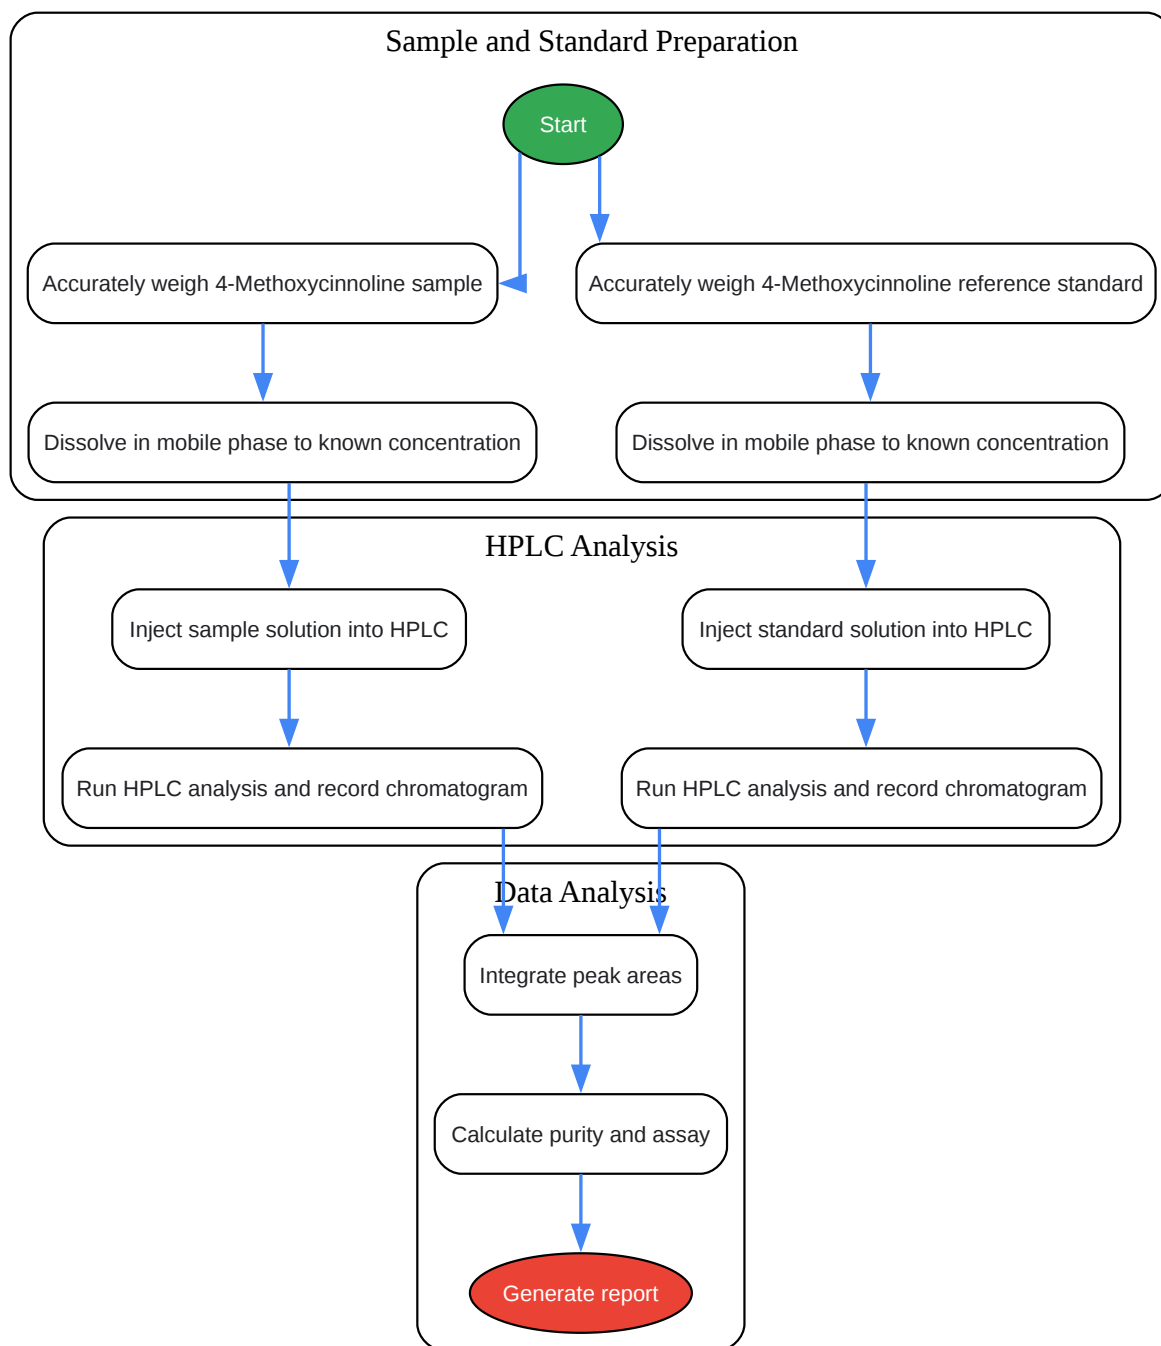 Sample and Standard Preparation
Start
Accurately weigh 4-Methoxycinnoline sample
Accurately weigh 4-Methoxycinnoline reference standard
Dissolve in mobile phase to known concentration
Dissolve in mobile phase to known concentration
HPLC Analysis
Inject sample solution into HPLC
Inject standard solution into HPLC
Run HPLC analysis and record chromatogram
Run HPLC analysis and record chromatogram
Data Analysis
Integrate peak areas
Calculate purity and assay
Generate report